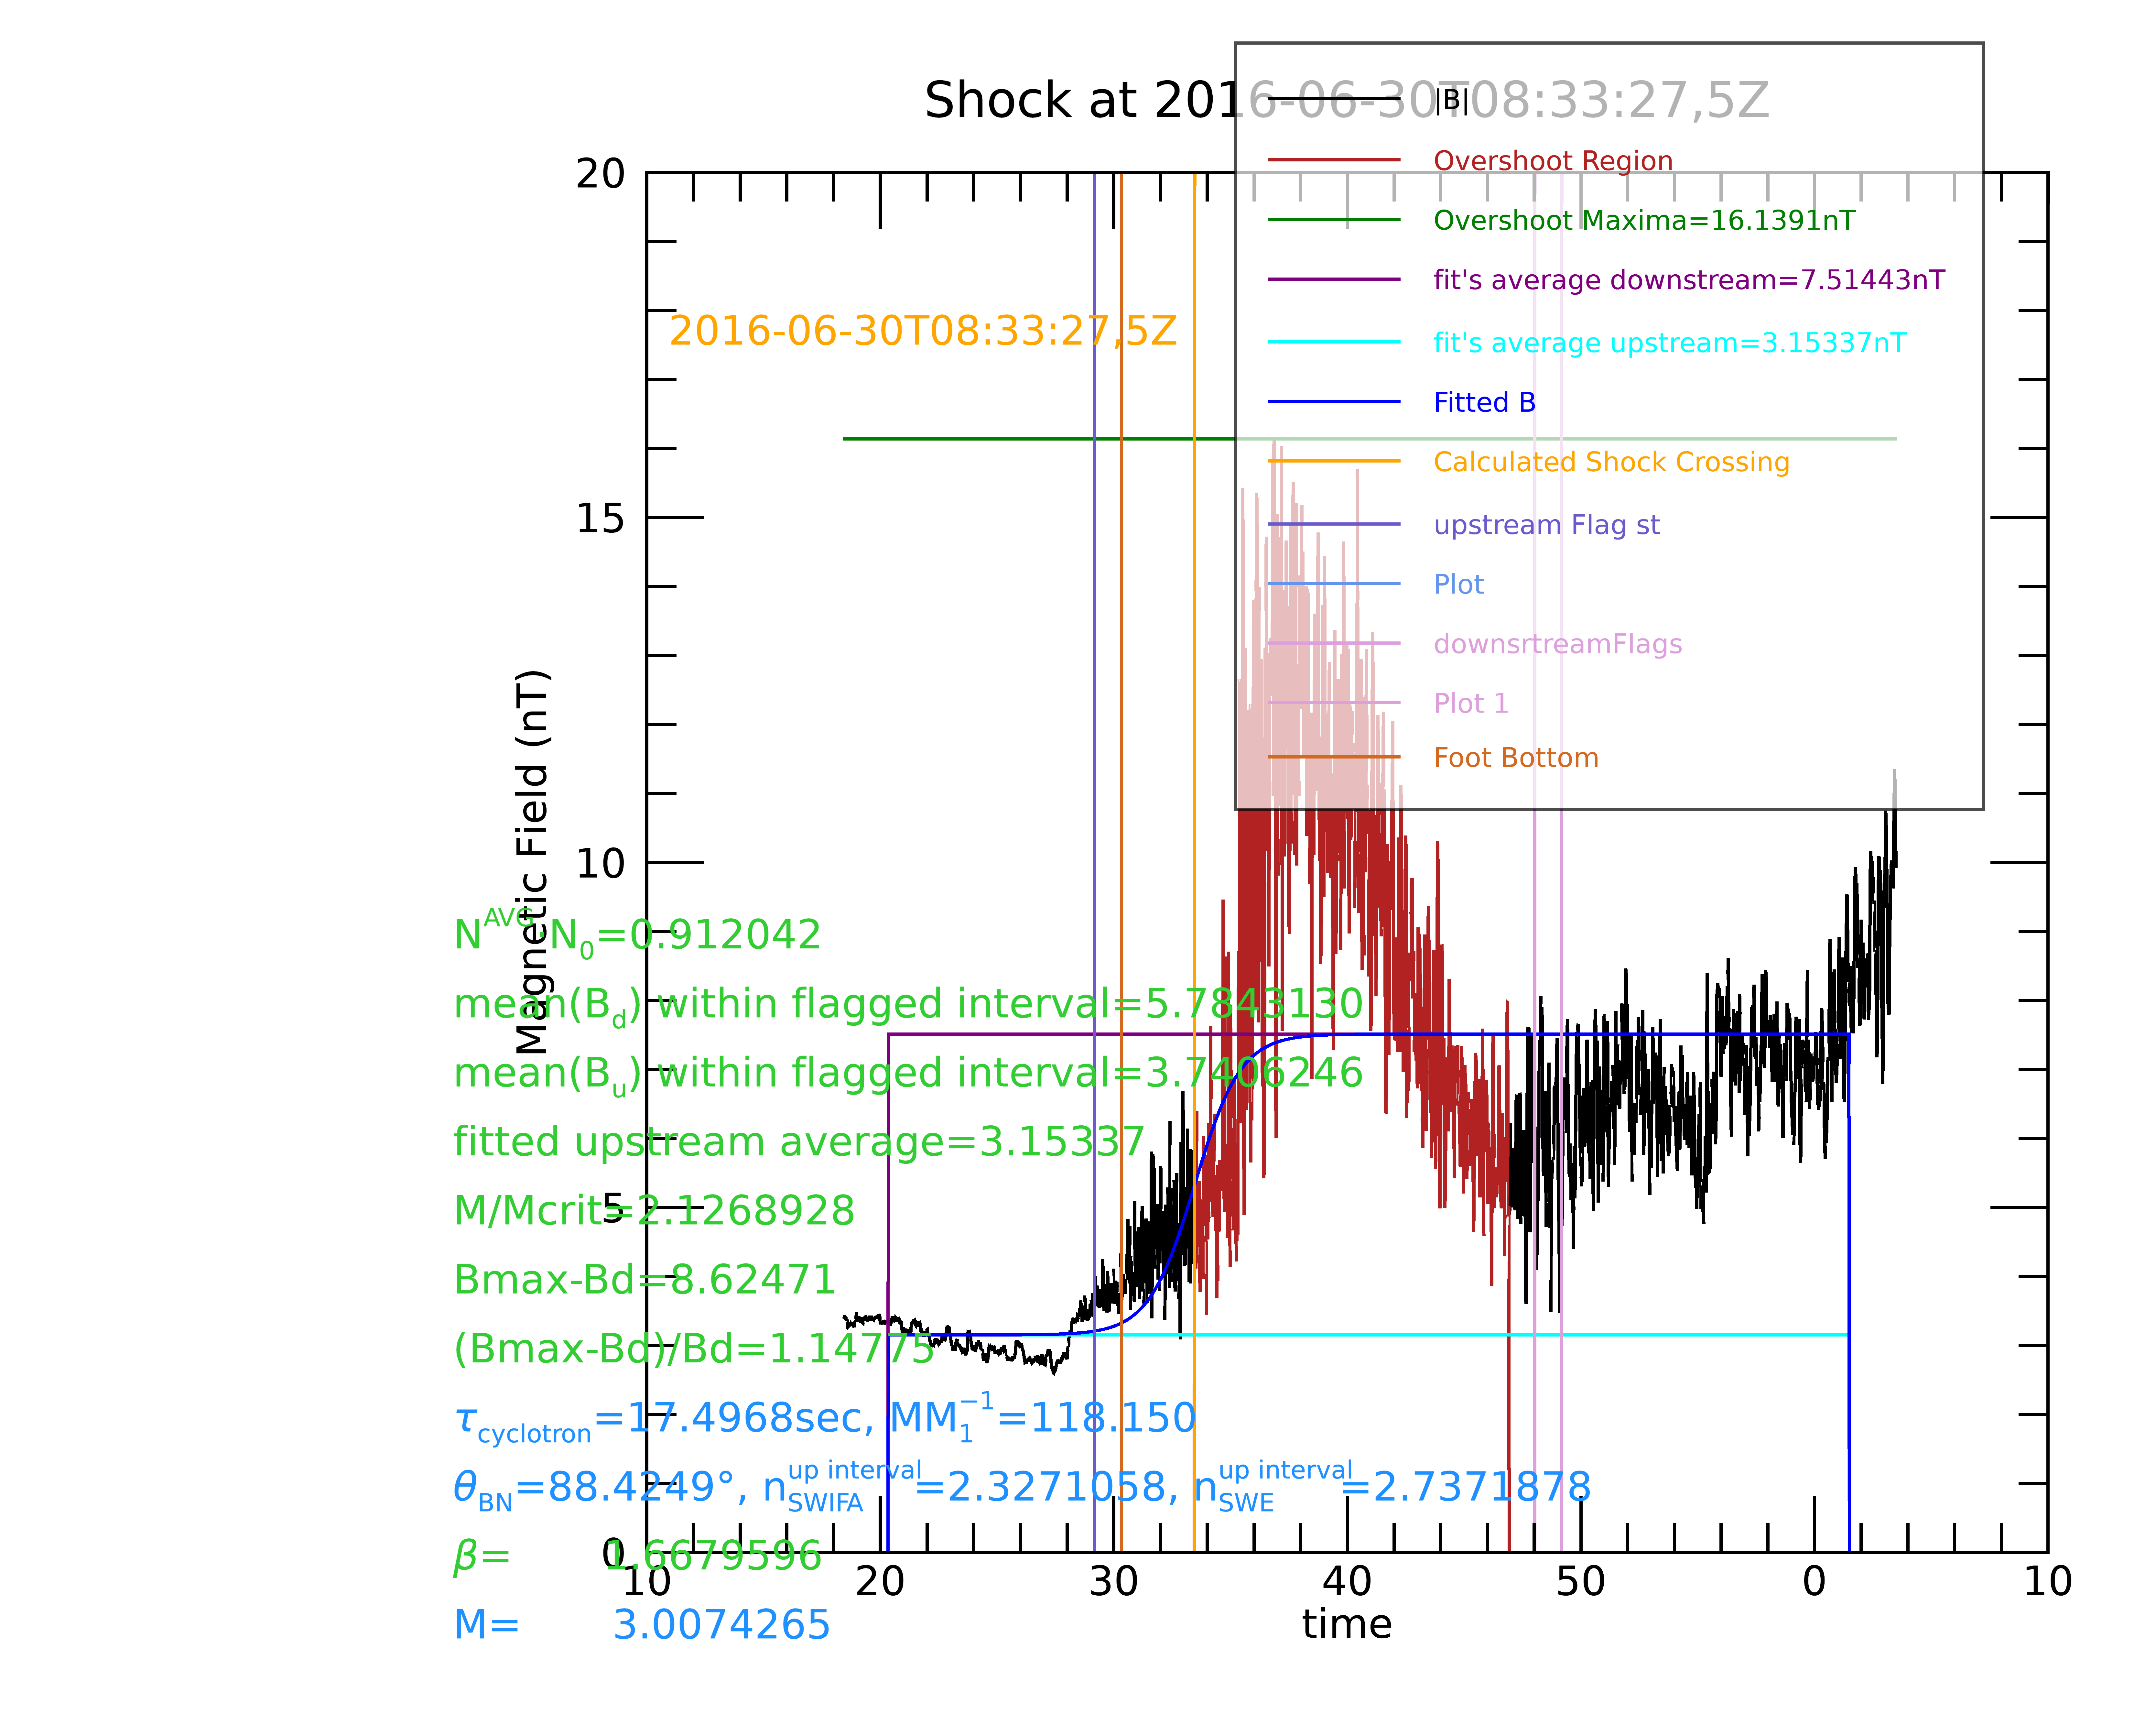 Shock at 2016-06-30T08:33:27,5Z
|B|
Overshoot Region
Overshoot Maxima=16.1391nT
fit's average downstream=7.51443nT
fit's average upstream=3.15337nT
Fitted B
Calculated Shock Crossing
upstream Flag st
Plot
downsrtreamFlags
Plot 1
Foot Bottom
2016-06-30T08:33:27,5Z
20
15
10
5
0
Magnetic Field (nT)
N^AVG·N_0=0.912042
mean(B_d) within flagged interval=5.7843130
mean(B_u) within flagged interval=3.7406246
fitted upstream average=3.15337
M/Mcrit=2.1268928
Bmax-Bd=8.62471
(Bmax-Bd)/Bd=1.14775
τ_cyclotron=17.4968sec, MM_1^−1=118.150
θ_BN=88.4249°, n_SWIFA^up interval=2.3271058, n_SWE^up interval=2.7371878
β= 1.6679596
M= 3.0074265
10 20 30 40 50 0 10
time